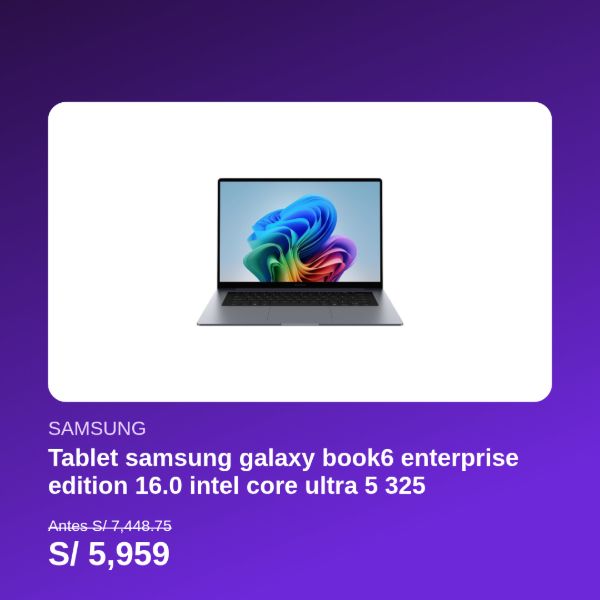 SAMSUNG
Tablet samsung galaxy book6 enterprise
edition 16.0 intel core ultra 5 325
Antes S/ 7,448.75
S/ 5,959